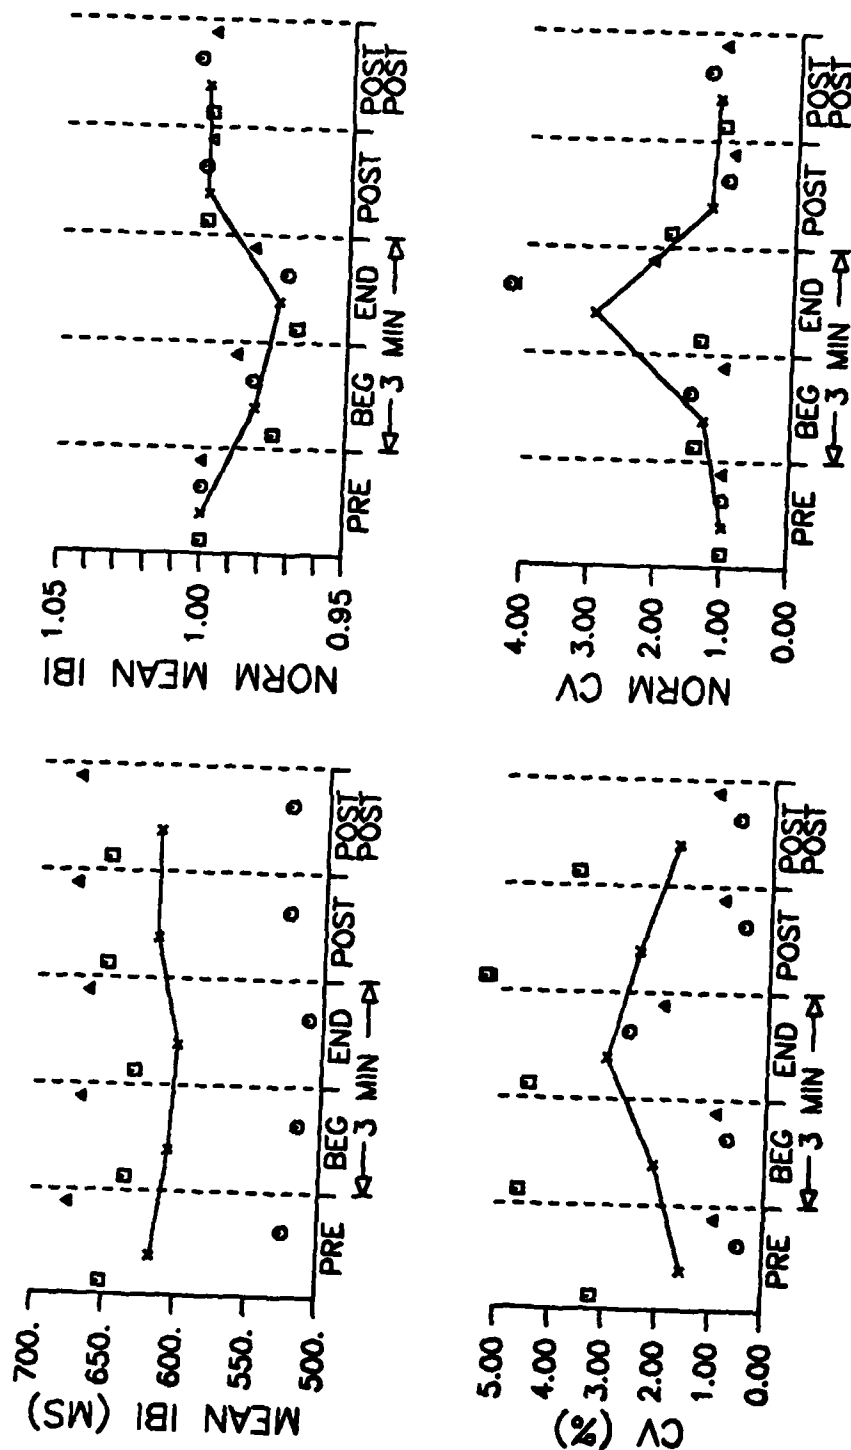 MEAN IBI (MS)
700.
650.
600.
550.
500.
PRE
BEG
END
POST
POST
POST
3 MIN
NORM MEAN IBI
1.05
1.00
0.95
PRE
BEG
END
POST
POST
POST
3 MIN
CV (%)
5.00
4.00
3.00
2.00
1.00
0.00
PRE
BEG
END
POST
POST
POST
3 MIN
NORM CV
4.00
3.00
2.00
1.00
0.00
PRE
BEG
END
POST
POST
POST
3 MIN